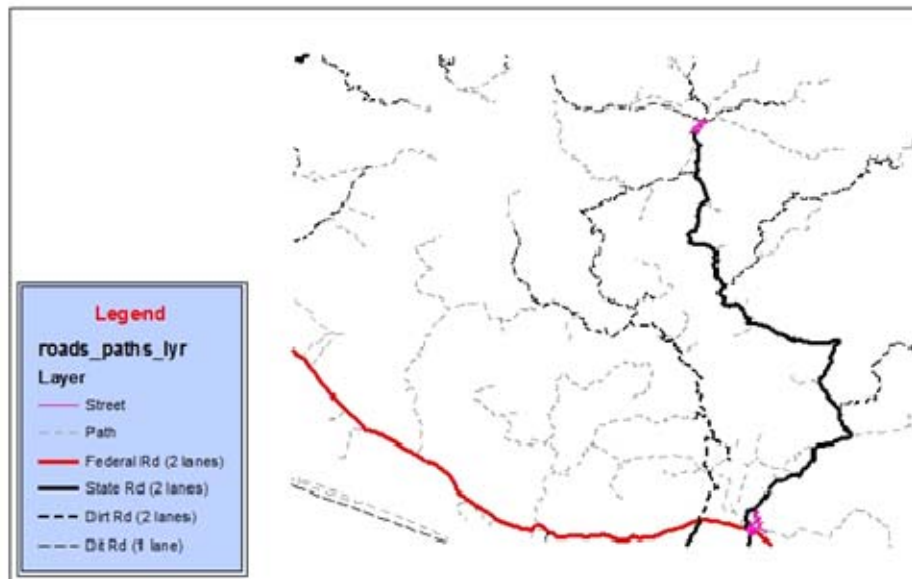 Legend
roads_paths_lyr
Layer
Street
Path
Federal Rd (2 lanes)
State Rd (2 lanes)
Dirt Rd (2 lanes)
Dit Rd (1 lane)